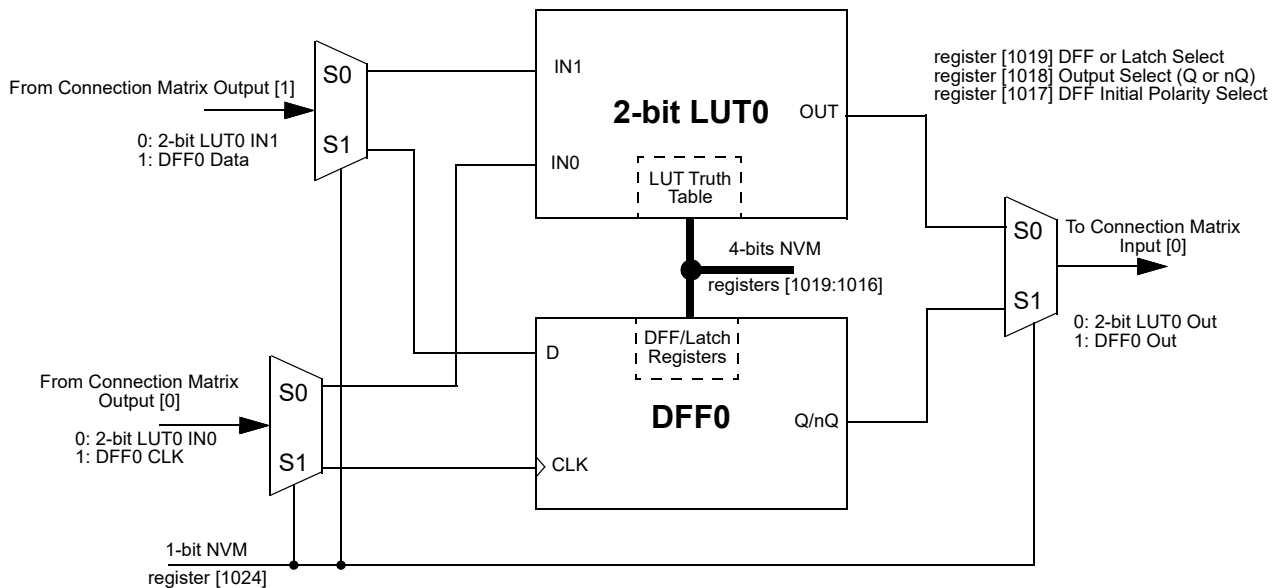 register [1019] DFF or Latch Select
register [1018] Output Select (Q or nQ)
register [1017] DFF Initial Polarity Select
From Connection Matrix Output [1]
0: 2-bit LUT0 IN1
1: DFF0 Data
S0
S1
IN1
IN0
2-bit LUT0
OUT
LUT Truth
Table
4-bits NVM
registers [1019:1016]
To Connection Matrix
Input [0]
S0
S1
0: 2-bit LUT0 Out
1: DFF0 Out
From Connection Matrix
Output [0]
0: 2-bit LUT0 IN0
1: DFF0 CLK
S0
S1
D
CLK
DFF/Latch
Registers
DFF0
Q/nQ
1-bit NVM
register [1024]